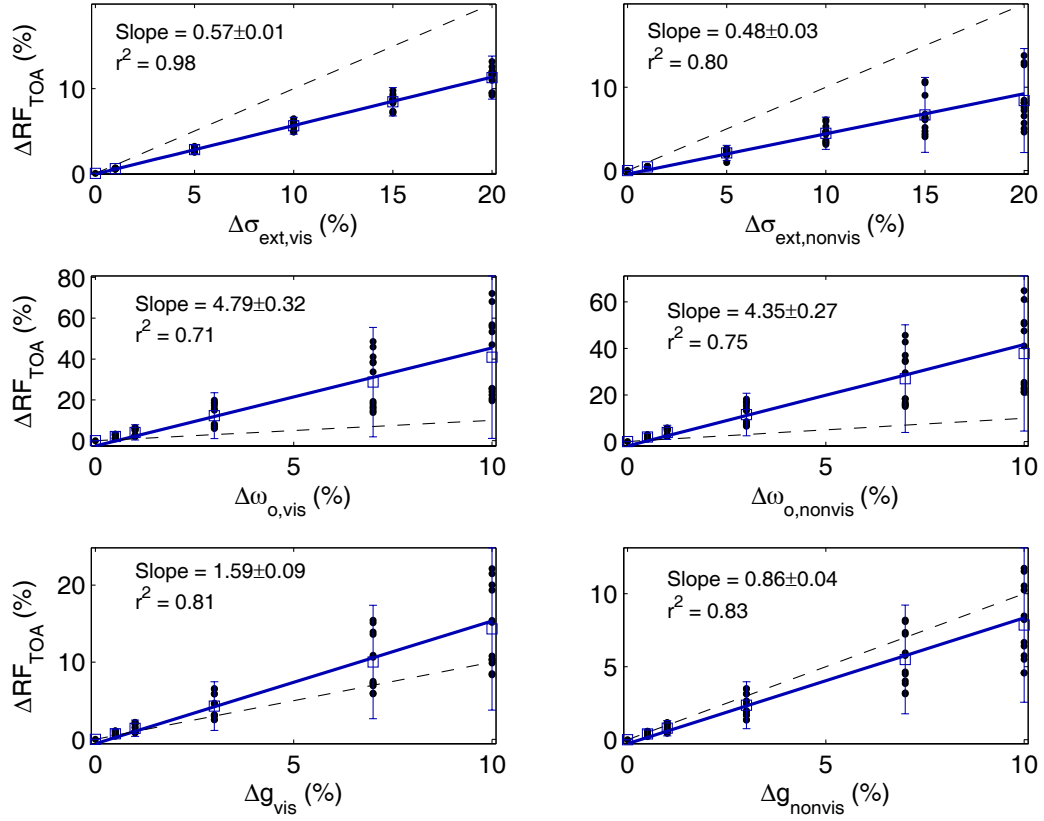 Slope = 0.57±0.01
r² = 0.98
ΔRF_TOA (%)
10
0
0 5 10 15 20
Δσ_ext,vis (%)
Slope = 0.48±0.03
r² = 0.80
10
0
0 5 10 15 20
Δσ_ext,nonvis (%)
Slope = 4.79±0.32
r² = 0.71
ΔRF_TOA (%)
80
60
40
20
0
0 5 10
Δω_o,vis (%)
Slope = 4.35±0.27
r² = 0.75
60
40
20
0
0 5 10
Δω_o,nonvis (%)
Slope = 1.59±0.09
r² = 0.81
ΔRF_TOA (%)
20
10
0
0 5 10
Δg_vis (%)
Slope = 0.86±0.04
r² = 0.83
10
5
0
0 5 10
Δg_nonvis (%)